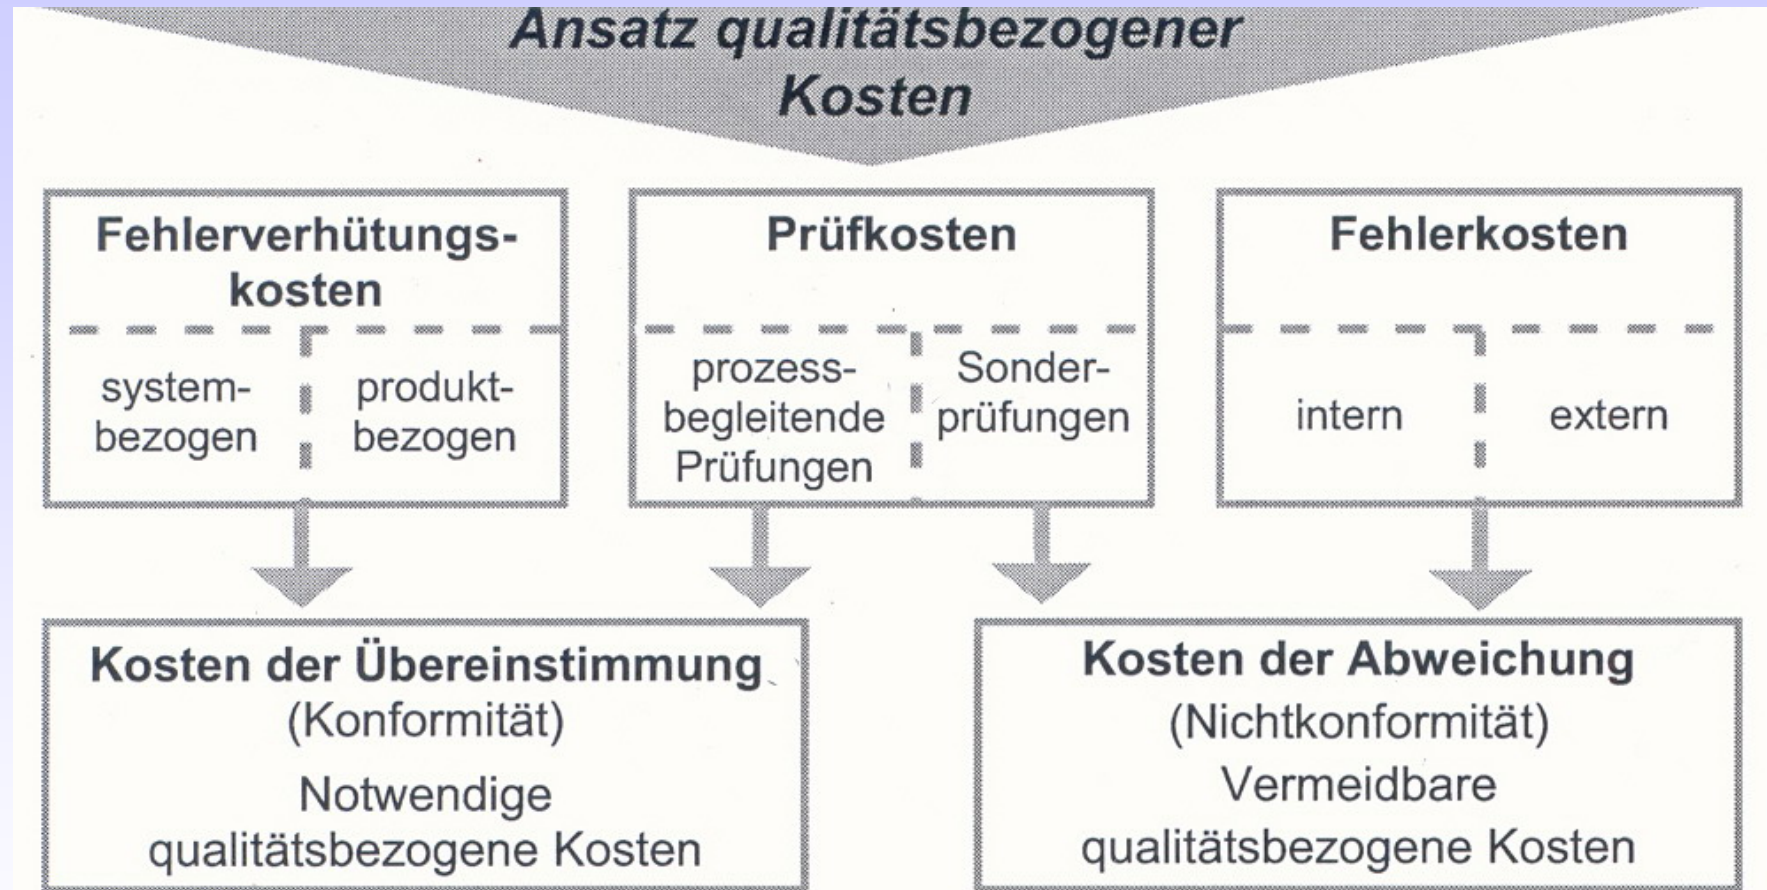 Ansatz qualitätsbezogener
Kosten
Fehlerverhütungs-
kosten
system-
bezogen
produkt-
bezogen
Prüfkosten
prozess-
begleitende
Prüfungen
Sonder-
prüfungen
Fehlerkosten
intern
extern
Kosten der Übereinstimmung
(Konformität)
Notwendige
qualitätsbezogene Kosten
Kosten der Abweichung
(Nichtkonformität)
Vermeidbare
qualitätsbezogene Kosten